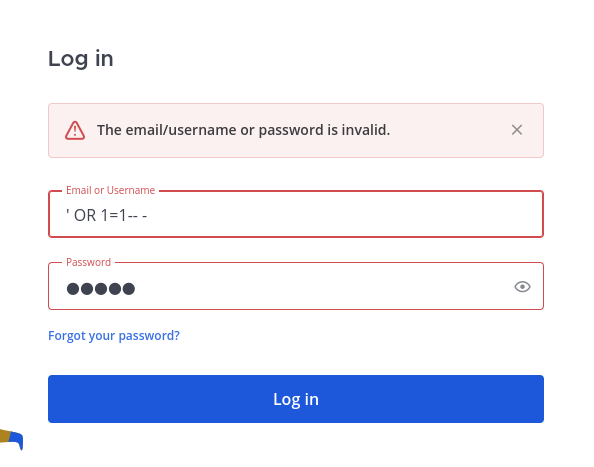 Log in
The email/username or password is invalid.
Email or Username
' OR 1=1-- -
Password
Forgot your password?
Log in